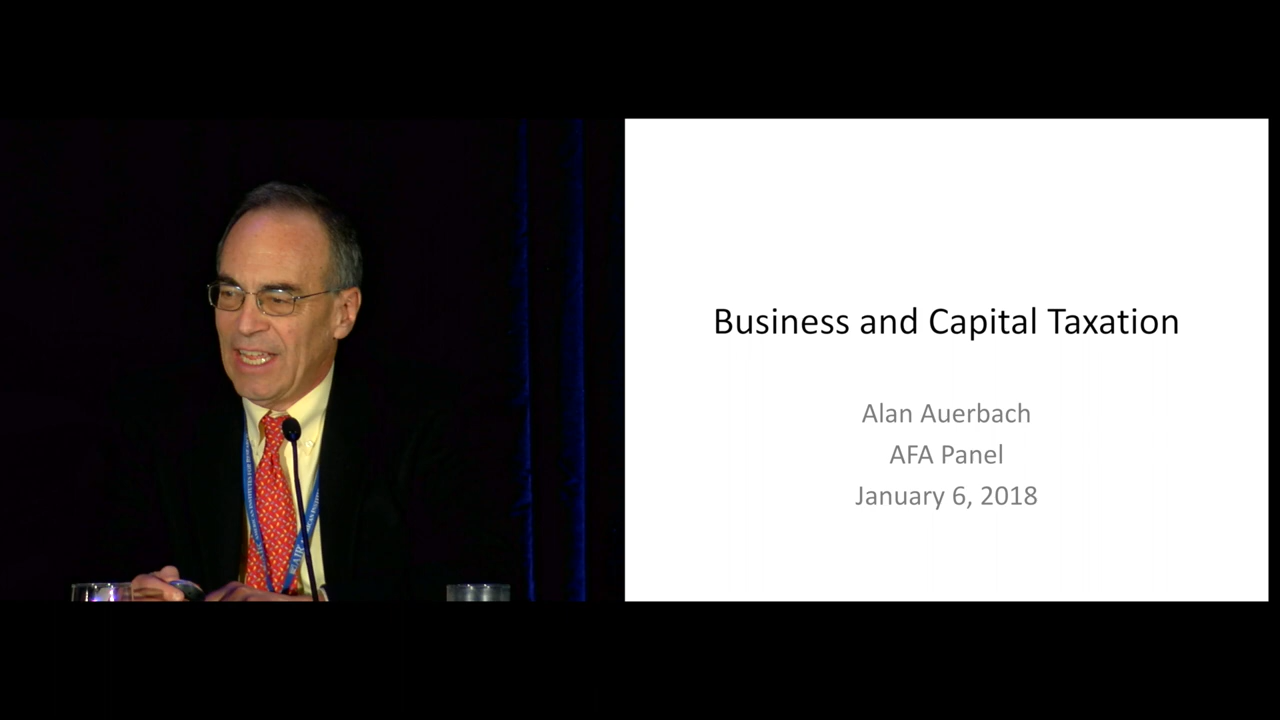 Business and Capital Taxation
Alan Auerbach
AFA Panel
January 6, 2018